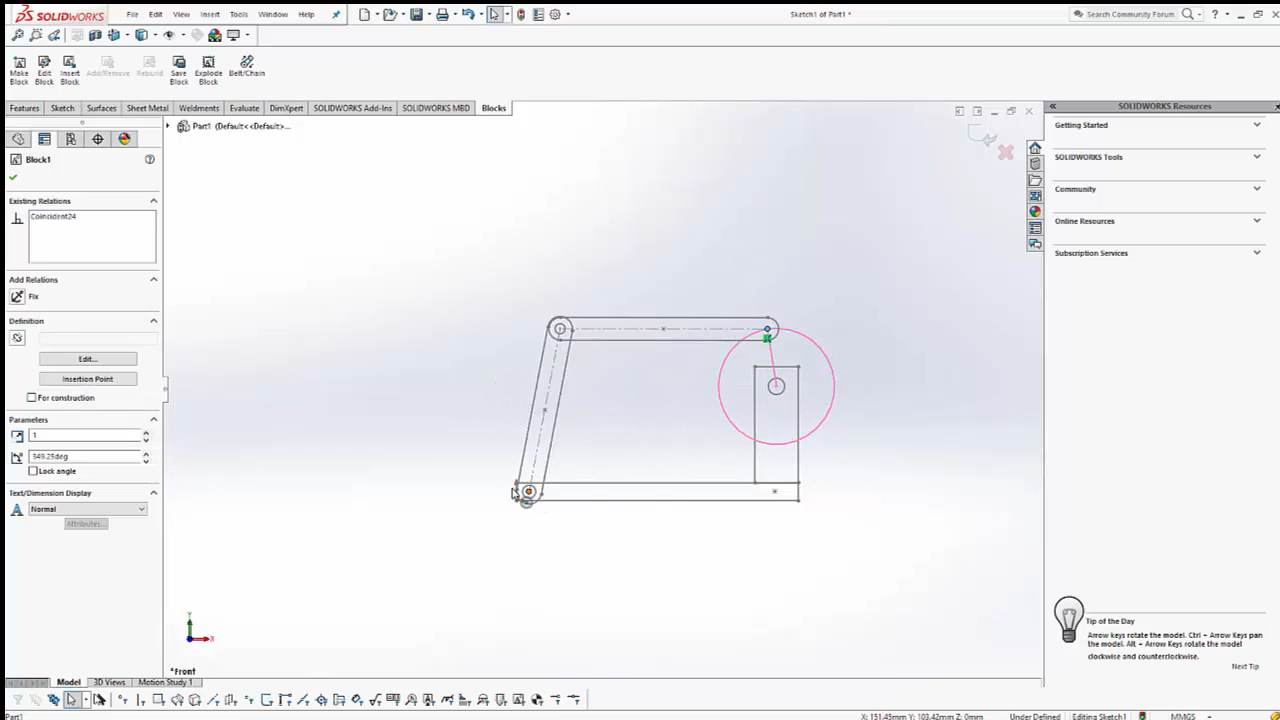 SOLIDWORKS
File Edit View Insert Tools Window Help
Sketch1 of Part1 *
Search Community Forum
Make Block
Edit Block
Insert Block
Add/Remove
Rebuild
Save Block
Explode Block
Belt/Chain
Features Sketch Surfaces Sheet Metal Weldments Evaluate DimXpert SOLIDWORKS Add-Ins SOLIDWORKS MBD Blocks
Part1 (Default<<Default>...
SOLIDWORKS Resources
Getting Started
SOLIDWORKS Tools
Community
Online Resources
Subscription Services
Block1
Existing Relations
Coincident24
Add Relations
Fix
Definition
Edit...
Insertion Point
For construction
Parameters
1
349.25deg
Lock angle
Text/Dimension Display
Normal
Attributes...
Y
X
*Front
Tip of the Day
Arrow keys rotate the model. Ctrl + Arrow Keys pan
the model. Alt + Arrow Keys rotate the model
clockwise and counterclockwise.
Next Tip
Model 3D Views Motion Study 1
Part1
X: 151.45mm Y: 103.42mm Z: 0mm Under Defined Editing Sketch1 MMGS